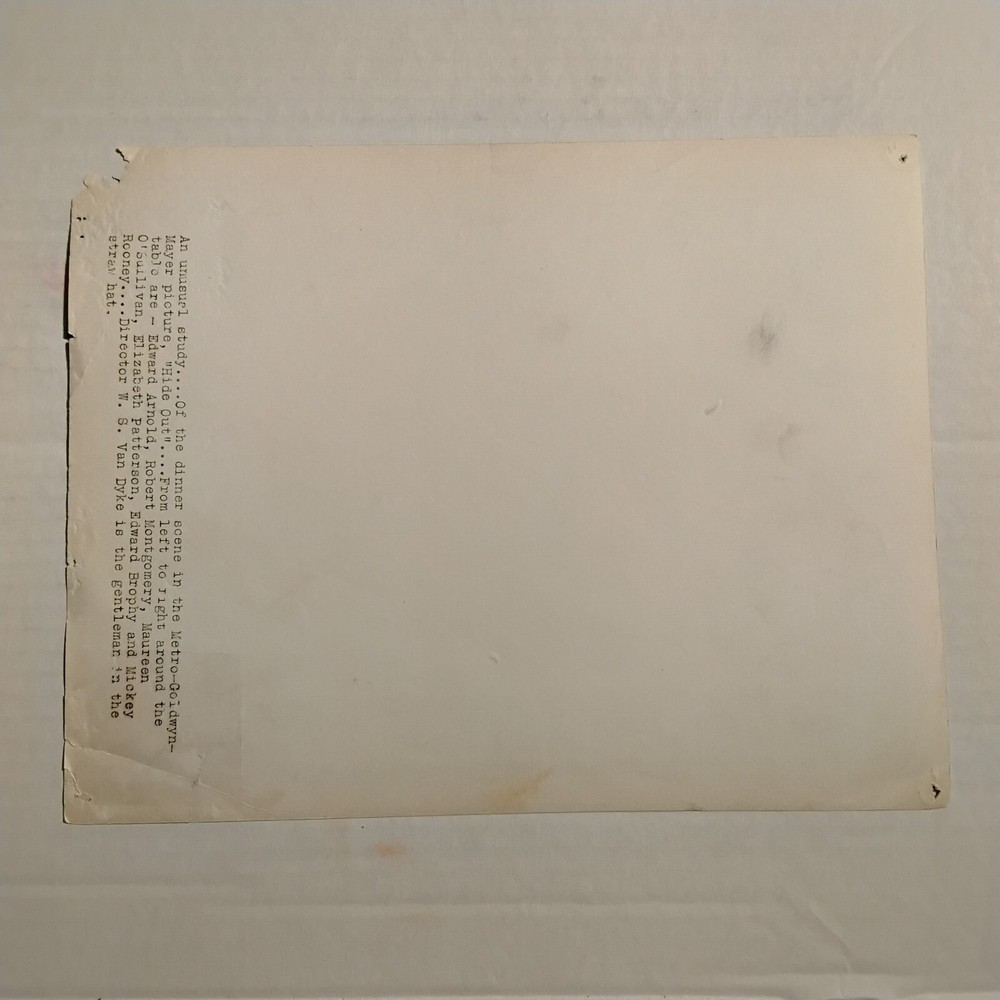 An unusual study....Of the dinner scene in the Metro-Goldwyn-
Mayer picture, "Hide Out"....From left to right around the
table are - Edward Arnold, Robert Montgomery, Maureen
O'Sullivan, Elizabeth Patterson, Edward Brophy and Mickey
Rooney....Director W. S. Van Dyke is the gentleman in the
straw hat.